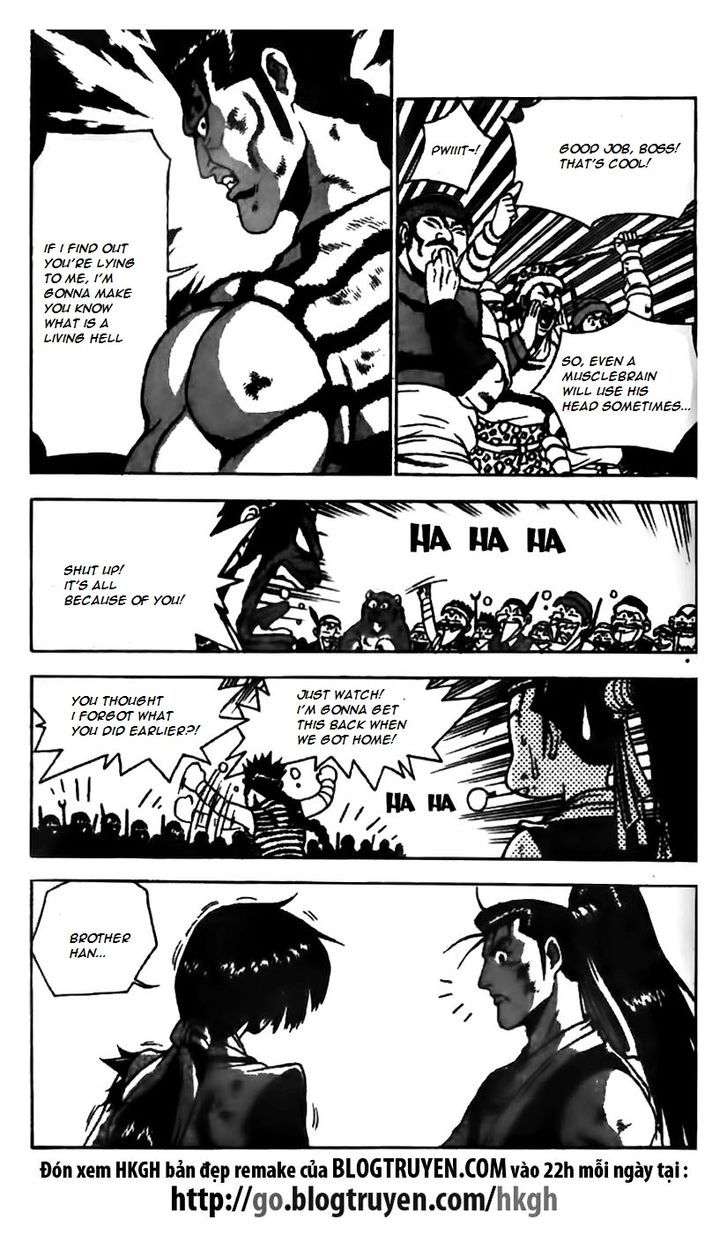 IF I FIND OUT
YOU'RE LYING
TO ME, I'M
GONNA MAKE
YOU KNOW
WHAT IS A
LIVING HELL
PWIIIT~!
GOOD JOB, BOSS!
THAT'S COOL!
SO, EVEN A
MUSCLEBRAIN
WILL USE HIS
HEAD SOMETIMES...
SHUT UP!
IT'S ALL
BECAUSE OF YOU!
HA HA HA
YOU THOUGHT
I FORGOT WHAT
YOU DID EARLIER?!
JUST WATCH!
I'M GONNA GET
THIS BACK WHEN
WE GOT HOME!
HA HA
BROTHER
HAN...
Đón xem HKGH bản đẹp remake của BLOGTRUYEN.COM vào 22h mỗi ngày tại :
http://go.blogtruyen.com/hkgh